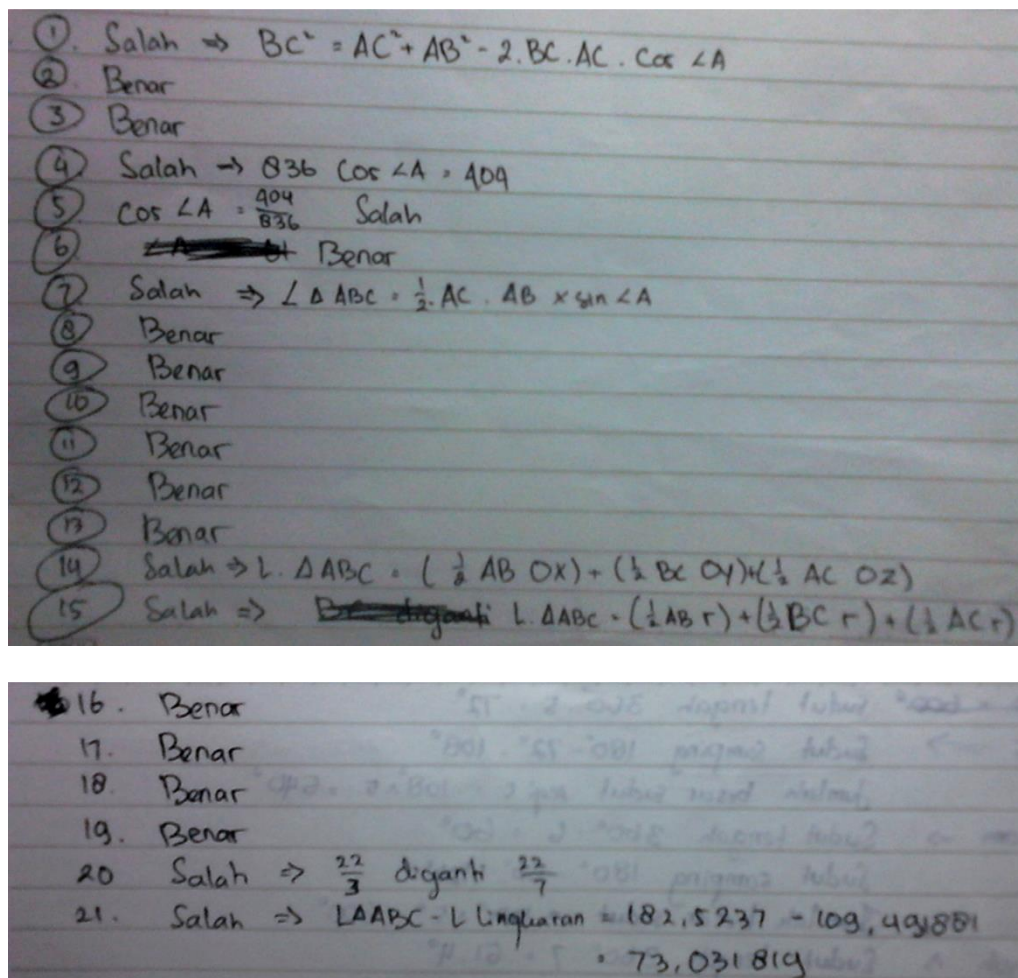 1. Salah ⇒ BC² = AC² + AB² - 2. BC. AC. Cos ∠A
2. Benar
3 Benar
4 Salah → 836 Cos ∠A = 404
5 Cos ∠A = 404/836 Salah
6 Benar
7 Salah ⇒ L Δ ABC = 1/2. AC. AB × sin ∠A
8 Benar
9 Benar
10 Benar
11 Benar
12 Benar
13 Benar
14 Salah ⇒ L. Δ ABC = (1/2 AB OX) + (1/2 BC OY) + (1/2 AC OZ)
15 Salah ⇒ L. ΔABC = (1/2 AB r) + (1/2 BC r) + (1/2 AC r)
16. Benar
17. Benar
18. Benar
19. Benar
20 Salah ⇒ 22/3 diganti 22/7
21. Salah ⇒ LΔABC - L lingkaran = 182,5237 - 109,491881
= 73,031819